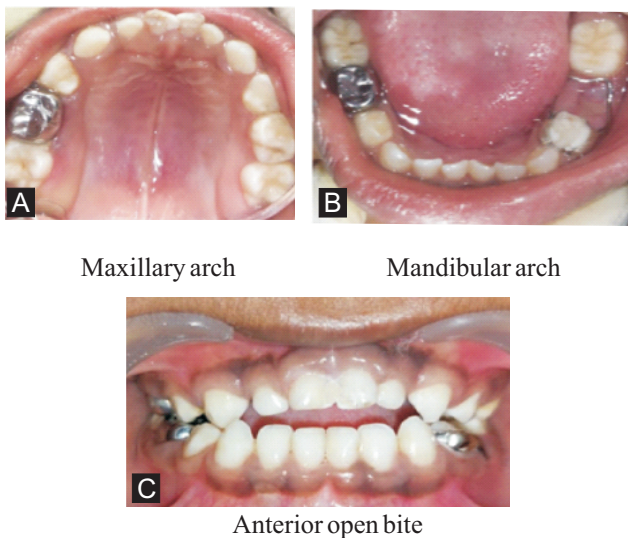 A
B
Maxillary arch
Mandibular arch
C
Anterior open bite